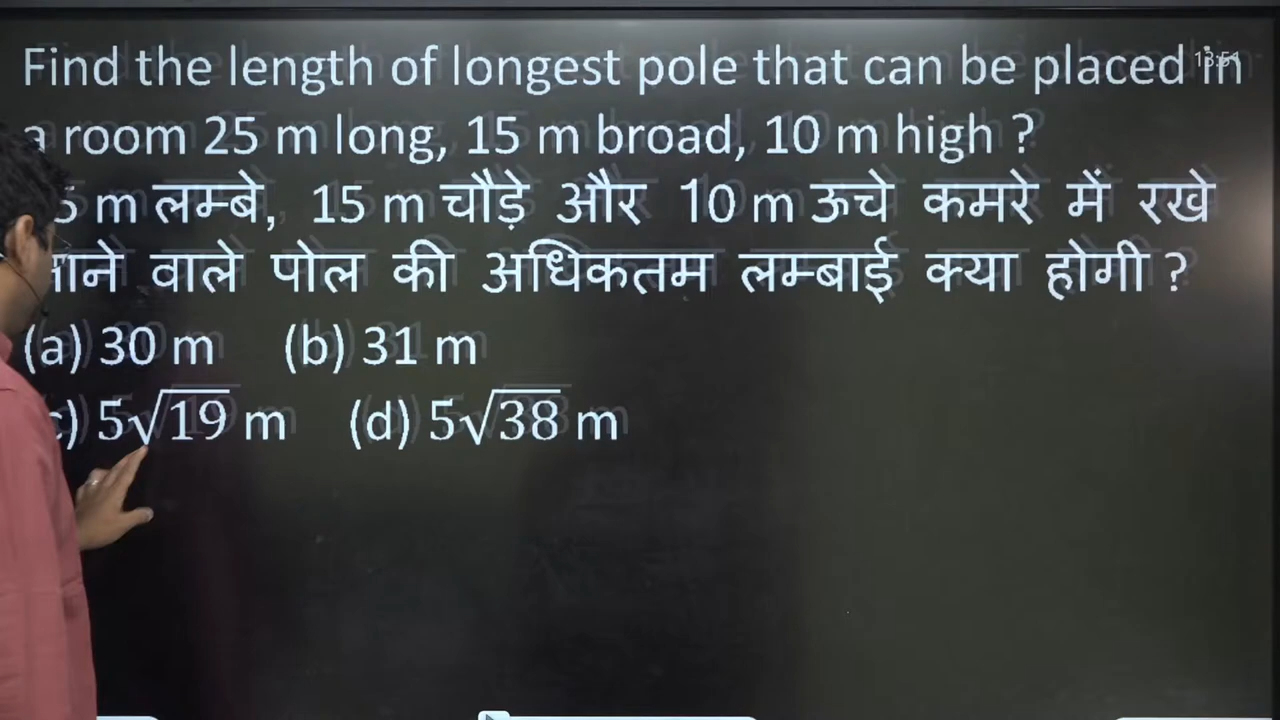 Find the length of longest pole that can be placed in
a room 25 m long, 15 m broad, 10 m high ?
5 m लम्बे, 15 m चौड़े और 10 m ऊचे कमरे में रखे
वाले पोल की अधिकतम लम्बाई क्या होगी ?
(a) 30 m (b) 31 m
c) 5√19 m (d) 5√38 m